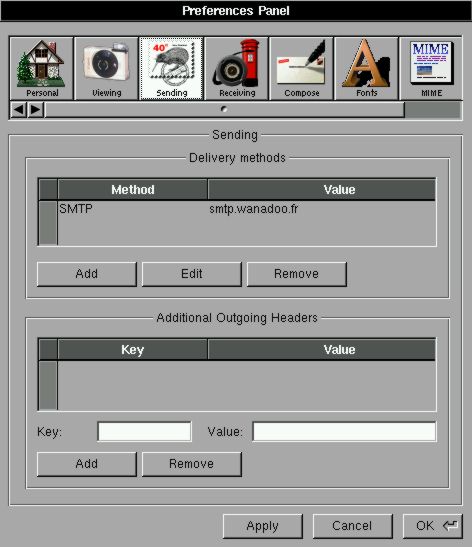 Preferences Panel
40c
MIME
Personal Viewing Sending Receiving Compose Fonts MIME
Sending
Delivery methods
Method Value
SMTP smtp.wanadoo.fr
Add Edit Remove
Additional Outgoing Headers
Key Value
Key: Value:
Add Remove
Apply Cancel OK